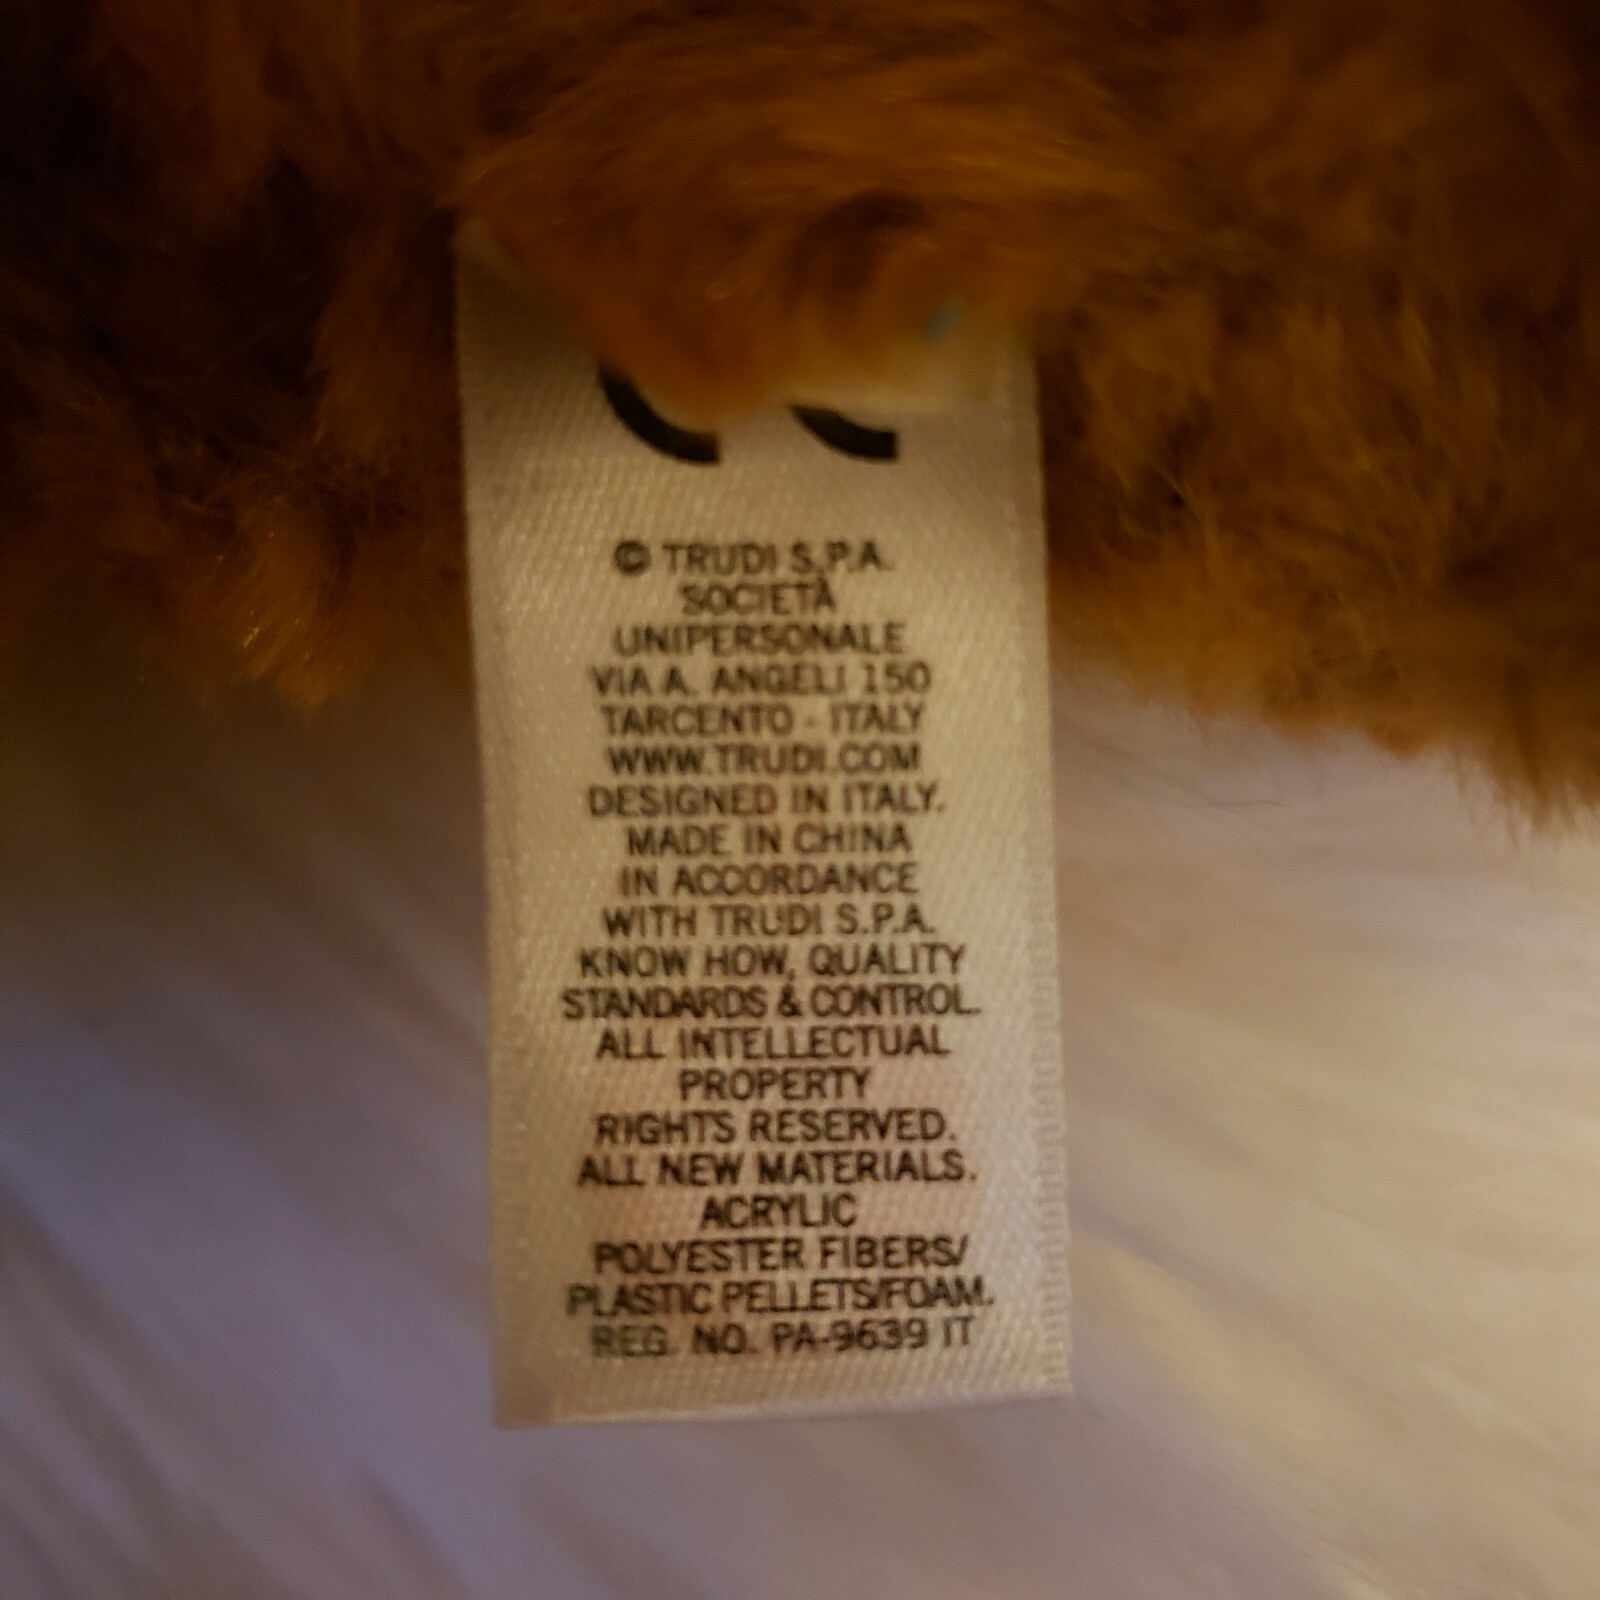 © TRUDI S.P.A.
SOCIETÀ
UNIPERSONALE
VIA A. ANGELI 150
TARCENTO - ITALY
WWW.TRUDI.COM
DESIGNED IN ITALY.
MADE IN CHINA
IN ACCORDANCE
WITH TRUDI S.P.A.
KNOW HOW, QUALITY
STANDARDS & CONTROL.
ALL INTELLECTUAL
PROPERTY
RIGHTS RESERVED.
ALL NEW MATERIALS.
ACRYLIC
POLYESTER FIBERS/
PLASTIC PELLETS/FOAM.
REG. NO. PA-9639 IT